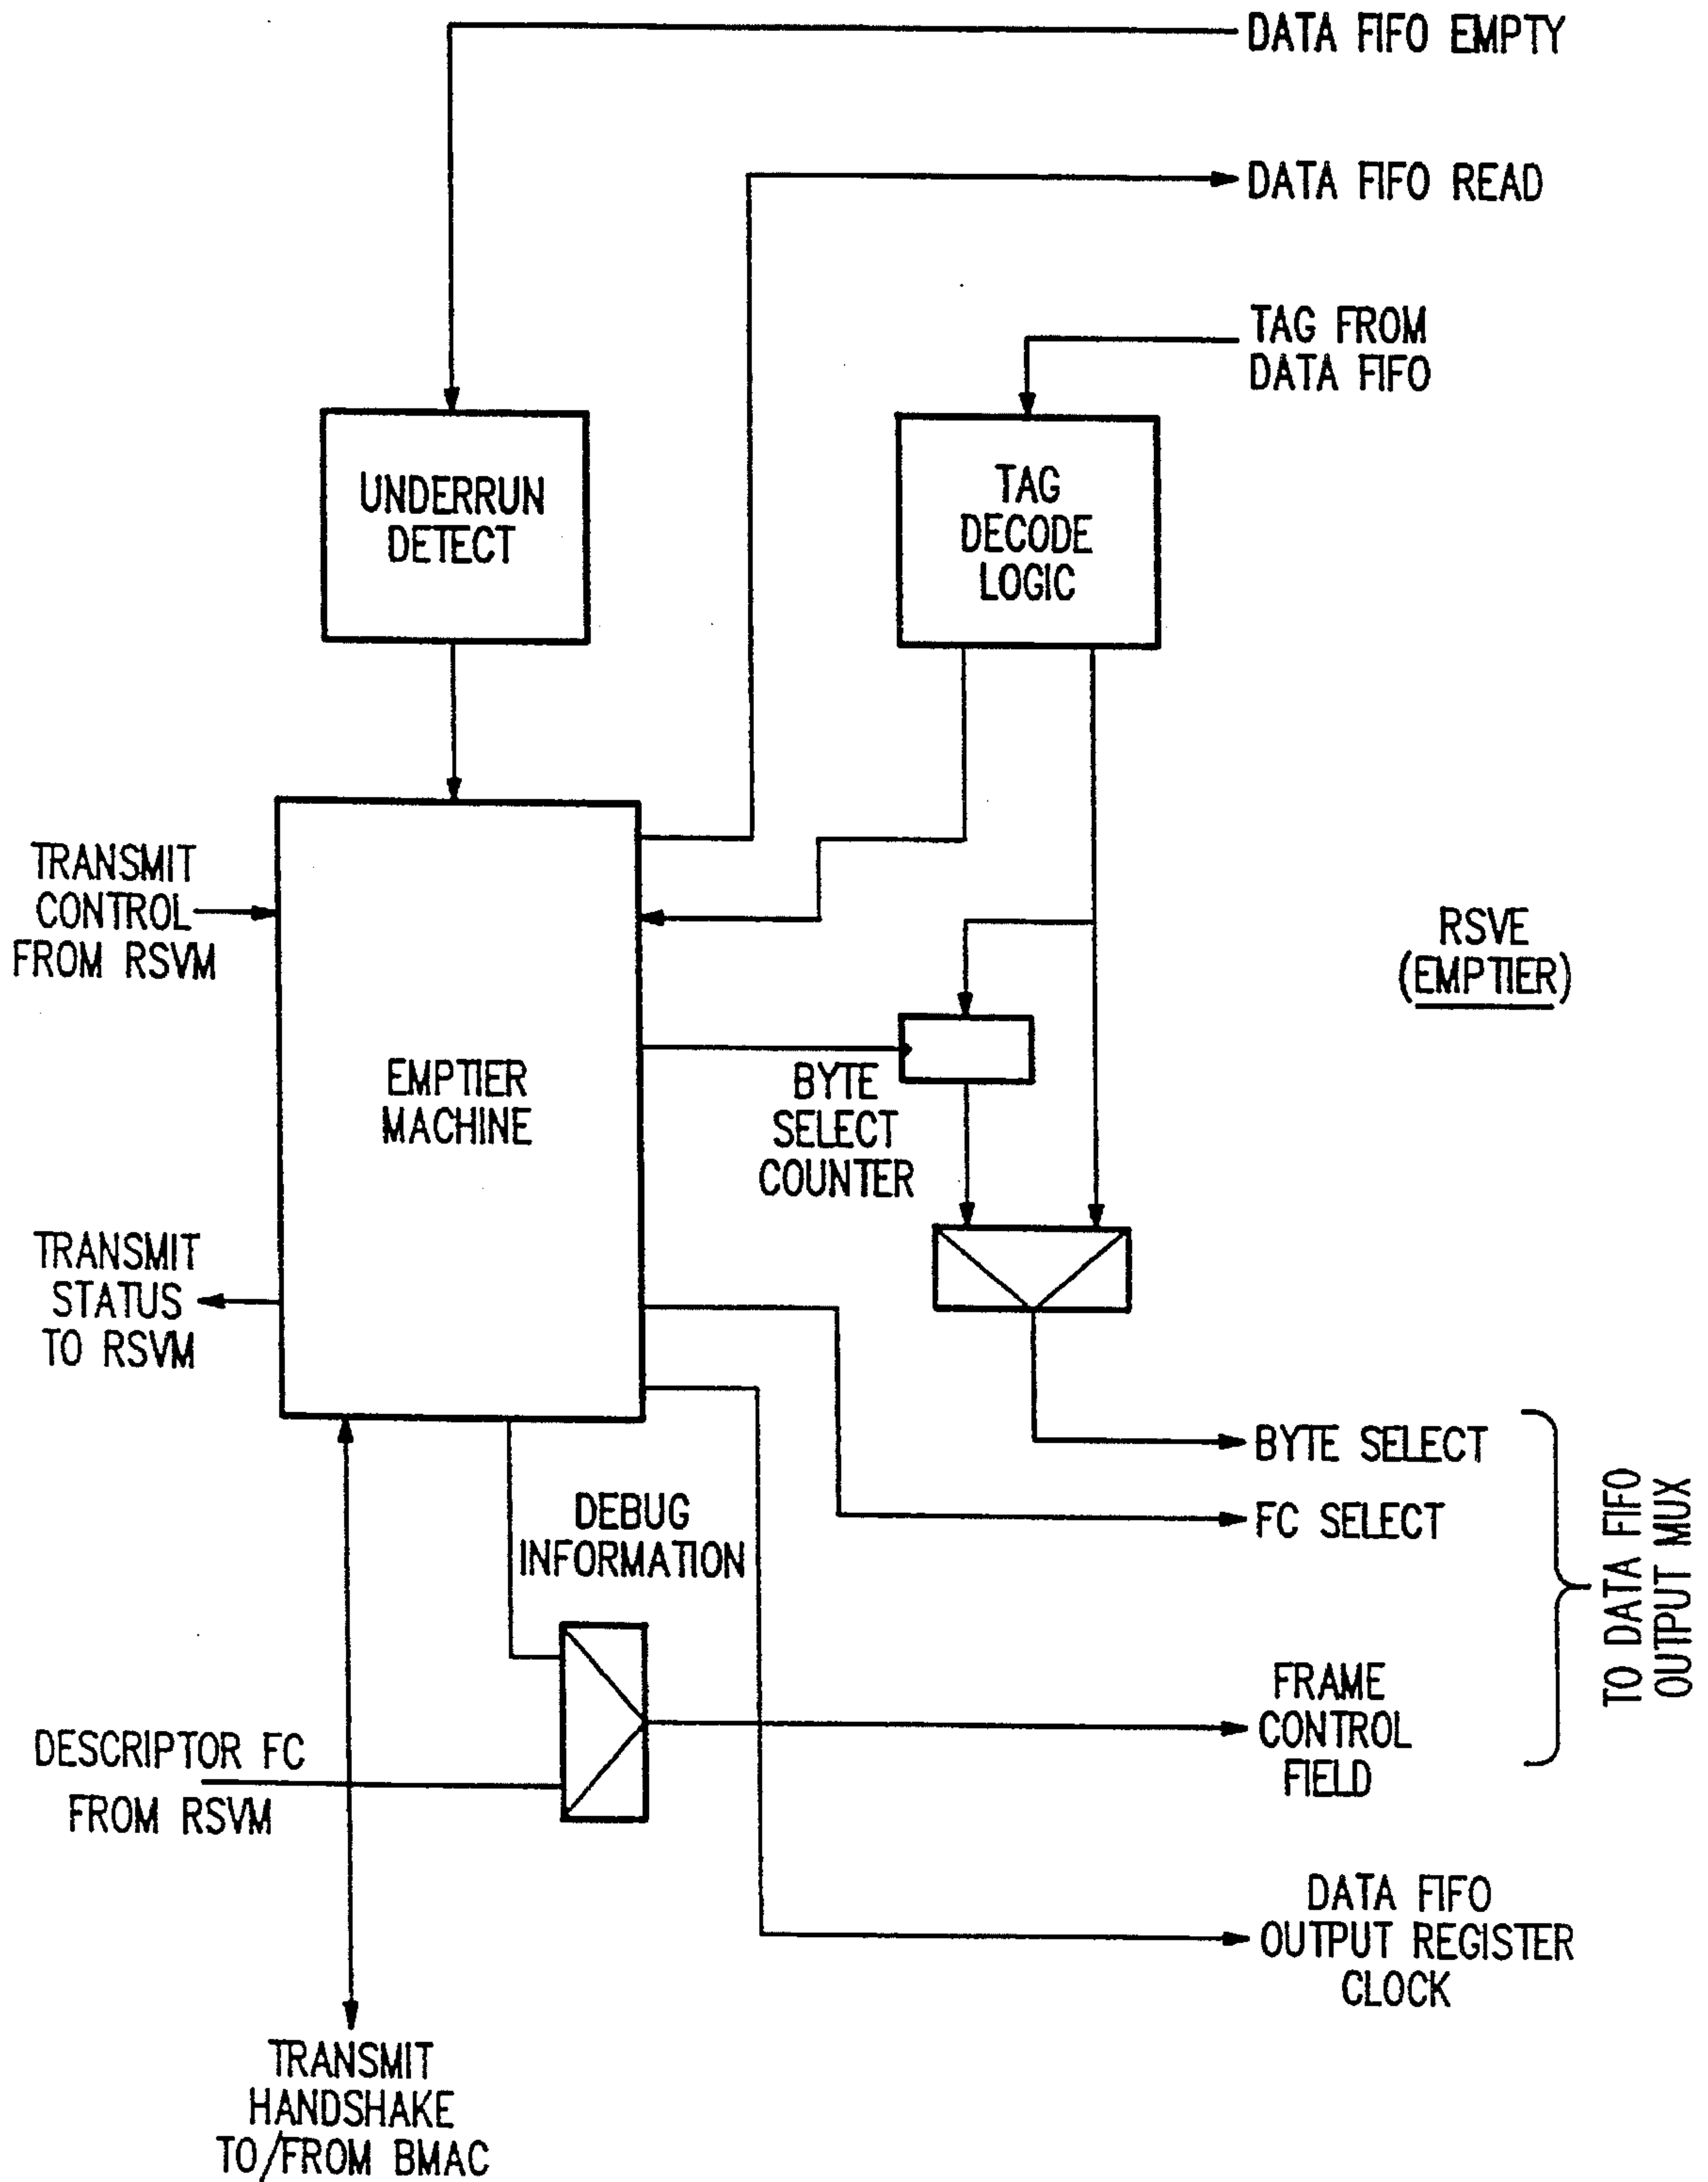 DATA FIFO EMPTY
DATA FIFO READ
TAG FROM
DATA FIFO
UNDERRUN
DETECT
TAG
DECODE
LOGIC
TRANSMIT
CONTROL
FROM RSVM
RSVE
(EMPTIER)
EMPTIER
MACHINE
BYTE
SELECT
COUNTER
TRANSMIT
STATUS
TO RSVM
BYTE SELECT
FC SELECT
DEBUG
INFORMATION
TO DATA FIFO
OUTPUT MUX
FRAME
CONTROL
FIELD
DESCRIPTOR FC
FROM RSVM
DATA FIFO
OUTPUT REGISTER
CLOCK
TRANSMIT
HANDSHAKE
TO/FROM BMAC